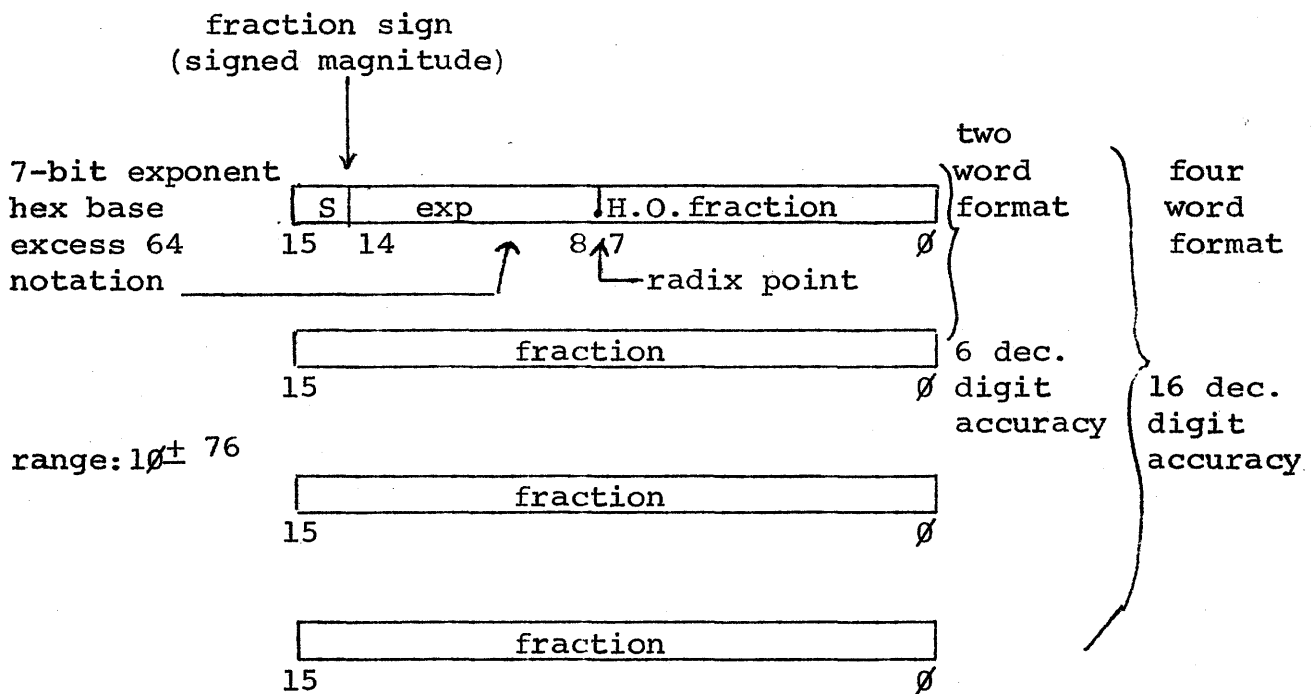 fraction sign
(signed magnitude)
7-bit exponent
hex base
excess 64
notation
S exp H.O.fraction
15 14 8 7 Ø
radix point
two
word
format
four
word
format
fraction
15 Ø
6 dec.
digit
accuracy
16 dec.
digit
accuracy
range:1Ø± 76
fraction
15 Ø
fraction
15 Ø